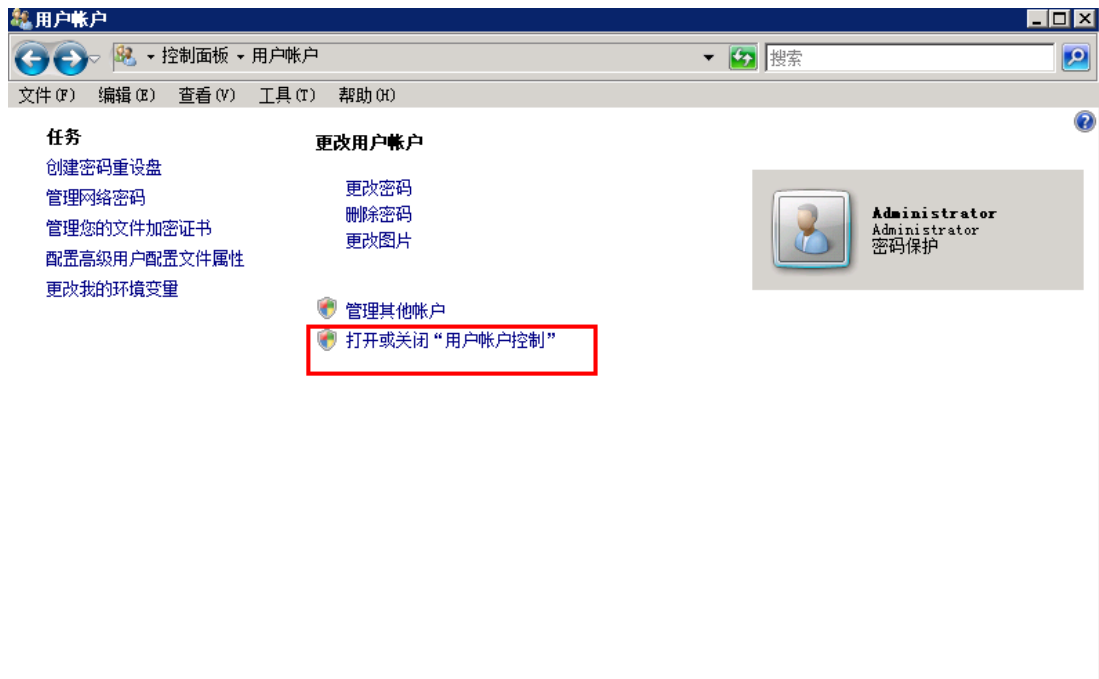 用户帐户
控制面板 用户帐户
搜索
文件(F) 编辑(E) 查看(V) 工具(T) 帮助(H)
任务
创建密码重设盘
管理网络密码
管理您的文件加密证书
配置高级用户配置文件属性
更改我的环境变量
更改用户帐户
更改密码
删除密码
更改图片
管理其他帐户
打开或关闭“用户帐户控制”
Administrator
Administrator
密码保护